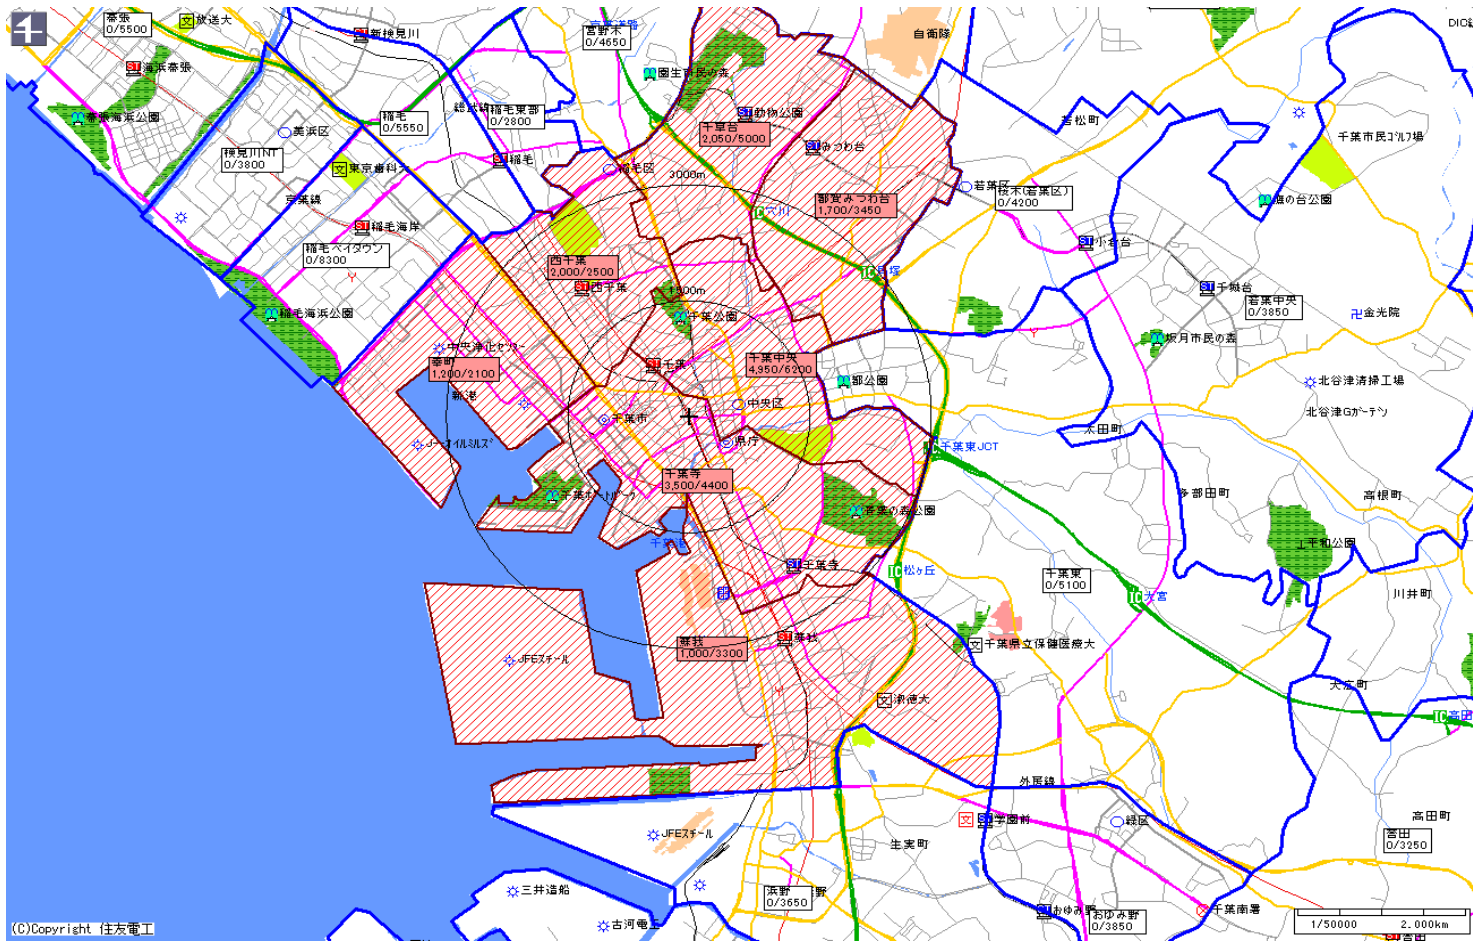 幕張
0/5500
放送大
新検見川
京葉道路
宮野木
0/4650
自衛隊
海浜幕張
園生市民の森
幕張海浜公園
稲毛
0/5550
稲毛東部
0/2800
動物公園
千草台
2,050/5000
若松町
千葉市民ゴルフ場
美浜区
検見川NT
0/3800
東京歯科大
稲毛
稲毛区
みつわ台
3000m
京葉線
都賀みつわ台
1,700/3450
若葉区
桜木(若葉区)
0/4200
鷹の台公園
穴川
稲毛海岸
稲毛ベイタウン
0/8300
西千葉
2,000/2500
西千葉
貝塚
小倉台
千城台
若葉中央
0/3850
1500m
稲毛海浜公園
千葉公園
金光院
中央浄化センター
坂月市民の森
幸町
1,200/2100
千葉
千葉中央
4,950/6200
都公園
北谷津清掃工場
新港
中央区
北谷津Gガーデン
千葉市
県庁
太田町
千葉東JCT
千葉寺
3,500/4400
千葉ポートパーク
青葉の森公園
多部田町
高根町
千葉港
平和公園
千葉寺
松ヶ丘
千葉東
0/5100
大宮
川井町
蘇我
蘇我
1,000/3300
千葉県立保健医療大
JFEスチール
淑徳大
大広町
高田
外房線
学園前
緑区
高田町
JFEスチール
生実町
誉田
0/3250
三井造船
浜野
0/3650
古河電工
おゆみ野
おゆみ野
0/3850
千葉南署
誉田
(C)Copyright 住友電工
1/50000
2.000km